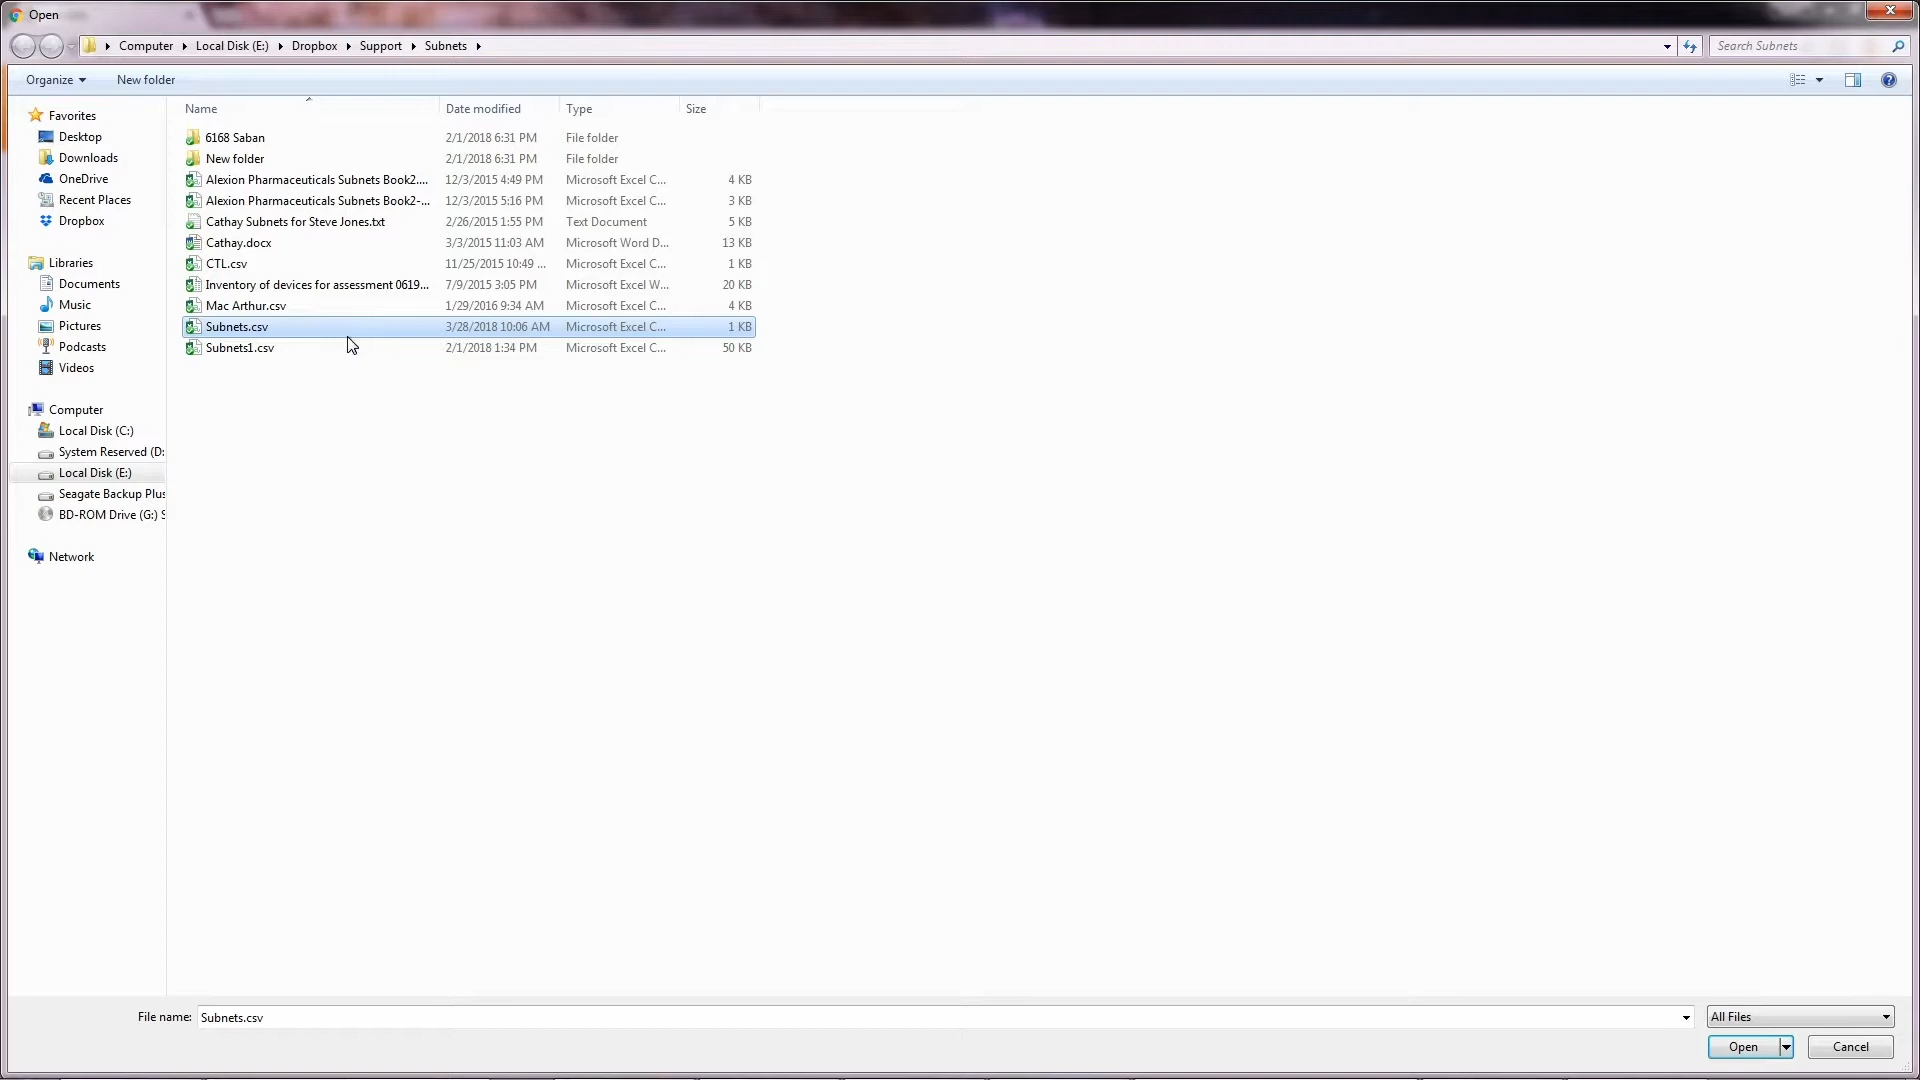 Open
Computer Local Disk (E:) Dropbox Support Subnets
Search Subnets
Organize New folder
Favorites
Desktop
Downloads
OneDrive
Recent Places
Dropbox
Libraries
Documents
Music
Pictures
Podcasts
Videos
Computer
Local Disk (C:)
System Reserved (D:
Local Disk (E:)
Seagate Backup Plus
BD-ROM Drive (G:) S
Network
Name Date modified Type Size
6168 Saban 2/1/2018 6:31 PM File folder
New folder 2/1/2018 6:31 PM File folder
Alexion Pharmaceuticals Subnets Book2.... 12/3/2015 4:49 PM Microsoft Excel C... 4 KB
Alexion Pharmaceuticals Subnets Book2-... 12/3/2015 5:16 PM Microsoft Excel C... 3 KB
Cathay Subnets for Steve Jones.txt 2/26/2015 1:55 PM Text Document 5 KB
Cathay.docx 3/3/2015 11:03 AM Microsoft Word D... 13 KB
CTL.csv 11/25/2015 10:49 ... Microsoft Excel C... 1 KB
Inventory of devices for assessment 0619... 7/9/2015 3:05 PM Microsoft Excel W... 20 KB
Mac Arthur.csv 1/29/2016 9:34 AM Microsoft Excel C... 4 KB
Subnets.csv 3/28/2018 10:06 AM Microsoft Excel C... 1 KB
Subnets1.csv 2/1/2018 1:34 PM Microsoft Excel C... 50 KB
File name: Subnets.csv All Files
Open Cancel